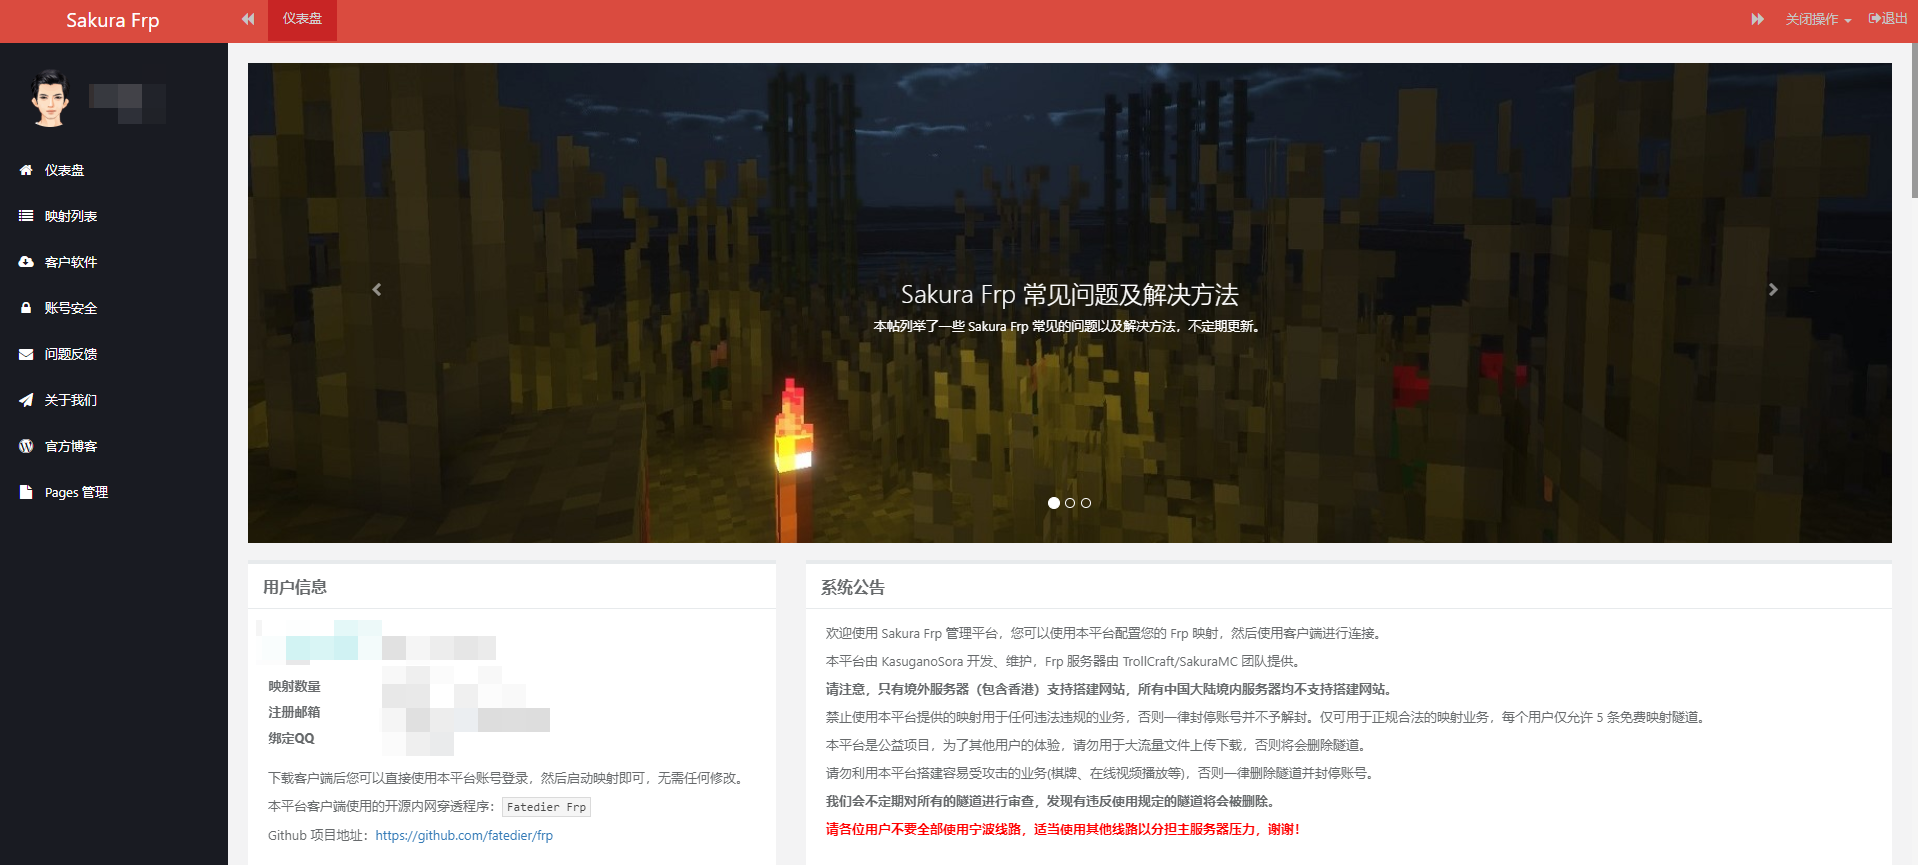 Sakura Frp
仪表盘
关闭操作
退出
仪表盘
映射列表
客户软件
账号安全
问题反馈
关于我们
官方博客
Pages 管理
Sakura Frp 常见问题及解决方法
本帖列举了一些 Sakura Frp 常见的问题以及解决方法，不定期更新。
用户信息
映射数量
注册邮箱
绑定QQ
下载客户端后您可以直接使用本平台账号登录，然后启动映射即可，无需任何修改。
本平台客户端使用的开源内网穿透程序：Fatedier Frp
Github 项目地址：https://github.com/fatedier/frp
系统公告
欢迎使用 Sakura Frp 管理平台，您可以使用本平台配置您的 Frp 映射，然后使用客户端进行连接。
本平台由 KasuganoSora 开发、维护，Frp 服务器由 TrollCraft/SakuraMC 团队提供。
请注意，只有境外服务器（包含香港）支持搭建网站，所有中国大陆境内服务器均不支持搭建网站。
禁止使用本平台提供的映射用于任何违法违规的业务，否则一律封停账号并不予解封。仅可用于正规合法的映射业务，每个用户仅允许 5 条免费映射隧道。
本平台是公益项目，为了其他用户的体验，请勿用于大流量文件上传下载，否则将会删除隧道。
请勿利用本平台搭建容易受攻击的业务(棋牌、在线视频播放等)，否则一律删除隧道并封停账号。
我们会不定期对所有的隧道进行审查，发现有违反使用规定的隧道将会被删除。
请各位用户不要全部使用宁波线路，适当使用其他线路以分担主服务器压力，谢谢！